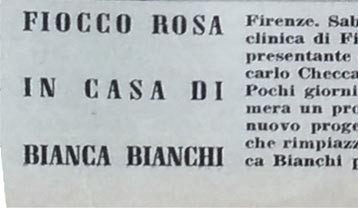 FIOCCO ROSA
IN CASA DI
BIANCA BIANCHI
Firenze. Sab
clinica di Fi
presentante
carlo Checca
Pochi giorni
mera un pro
nuovo proge
che rimpiazz
ca Bianchi p